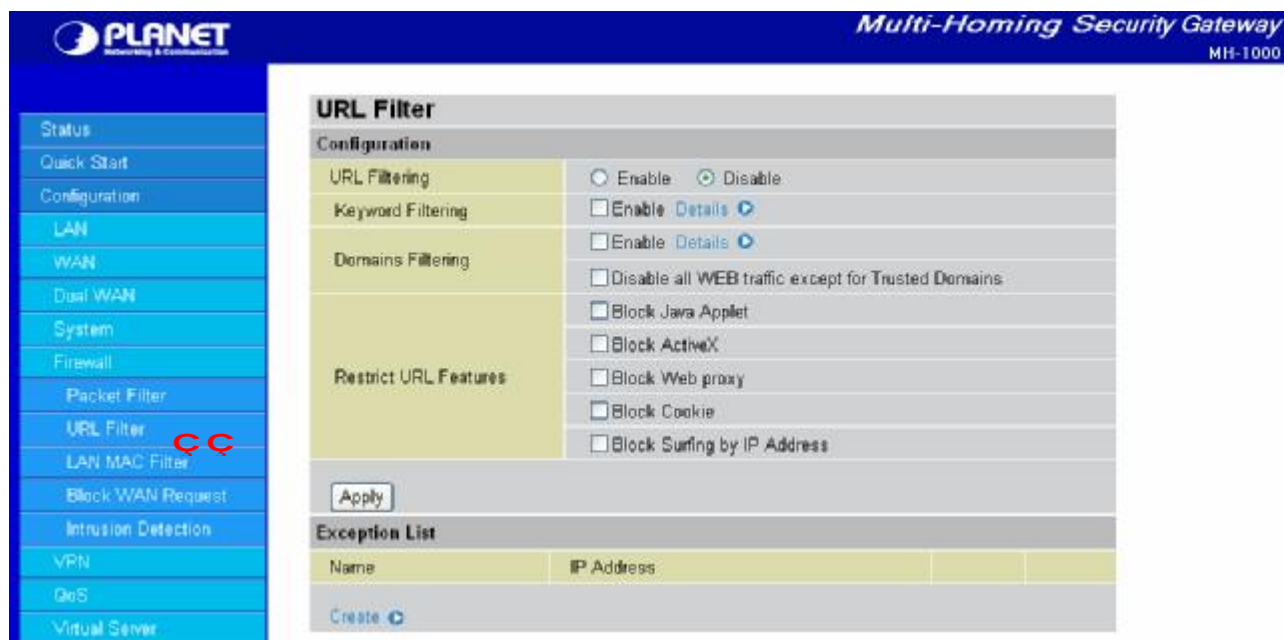 PLANET
Networking & Communication
Multi-Homing Security Gateway
MH-1000
Status
Quick Start
Configuration
LAN
WAN
Dual WAN
System
Firewall
Packet Filter
URL Filter
ÇÇ
LAN MAC Filter
Block WAN Request
Intrusion Detection
VPN
QoS
Virtual Server
URL Filter
Configuration
URL Filtering Enable Disable
Keyword Filtering Enable Details
Domains Filtering Enable Details
Disable all WEB traffic except for Trusted Domains
Restrict URL Features Block Java Applet
Block ActiveX
Block Web proxy
Block Cookie
Block Surfing by IP Address
Apply
Exception List
Name IP Address
Create